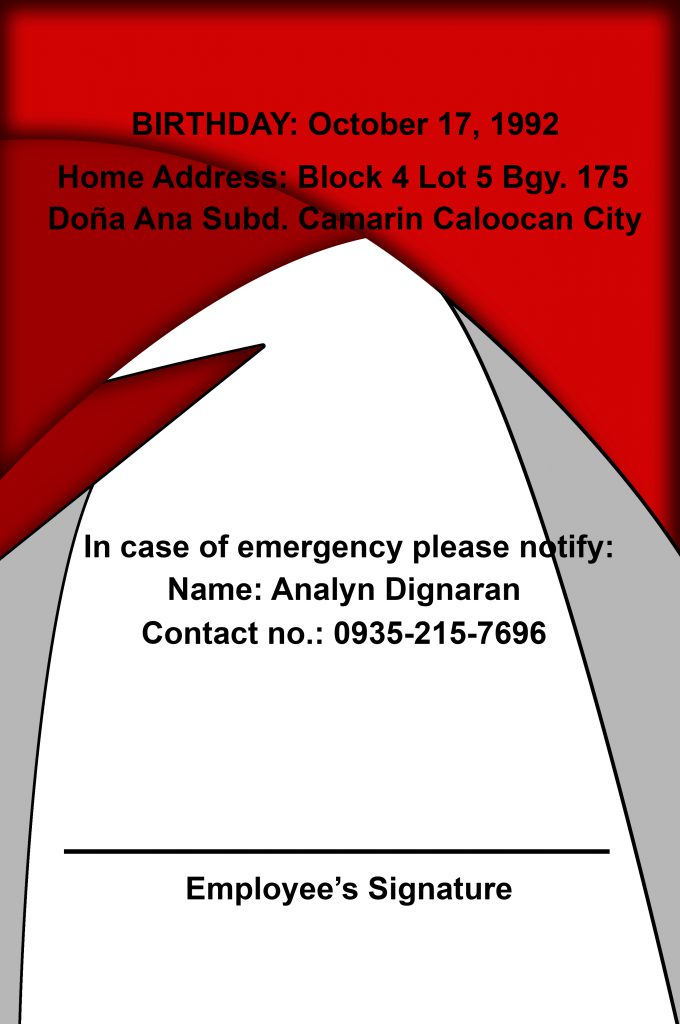 BIRTHDAY: October 17, 1992
Home Address: Block 4 Lot 5 Bgy. 175
Doña Ana Subd. Camarin Caloocan City
In case of emergency please notify:
Name: Analyn Dignaran
Contact no.: 0935-215-7696
Employee’s Signature